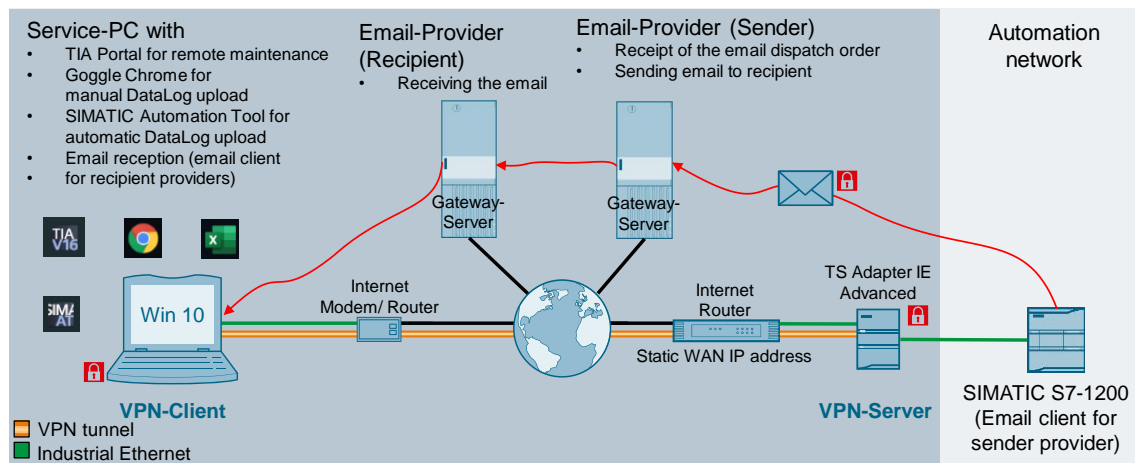 Service-PC with
• TIA Portal for remote maintenance
• Goggle Chrome for
manual DataLog upload
• SIMATIC Automation Tool for
automatic DataLog upload
• Email reception (email client
• for recipient providers)
Email-Provider
(Recipient)
• Receiving the email
Email-Provider (Sender)
• Receipt of the email dispatch order
• Sending email to recipient
Automation
network
Gateway-
Server
Gateway-
Server
TIA
V16
X
SIMA
AT
Win 10
Internet
Modem/ Router
Internet
Router
Static WAN IP address
TS Adapter IE
Advanced
VPN-Client
VPN-Server
SIMATIC S7-1200
(Email client for
sender provider)
VPN tunnel
Industrial Ethernet